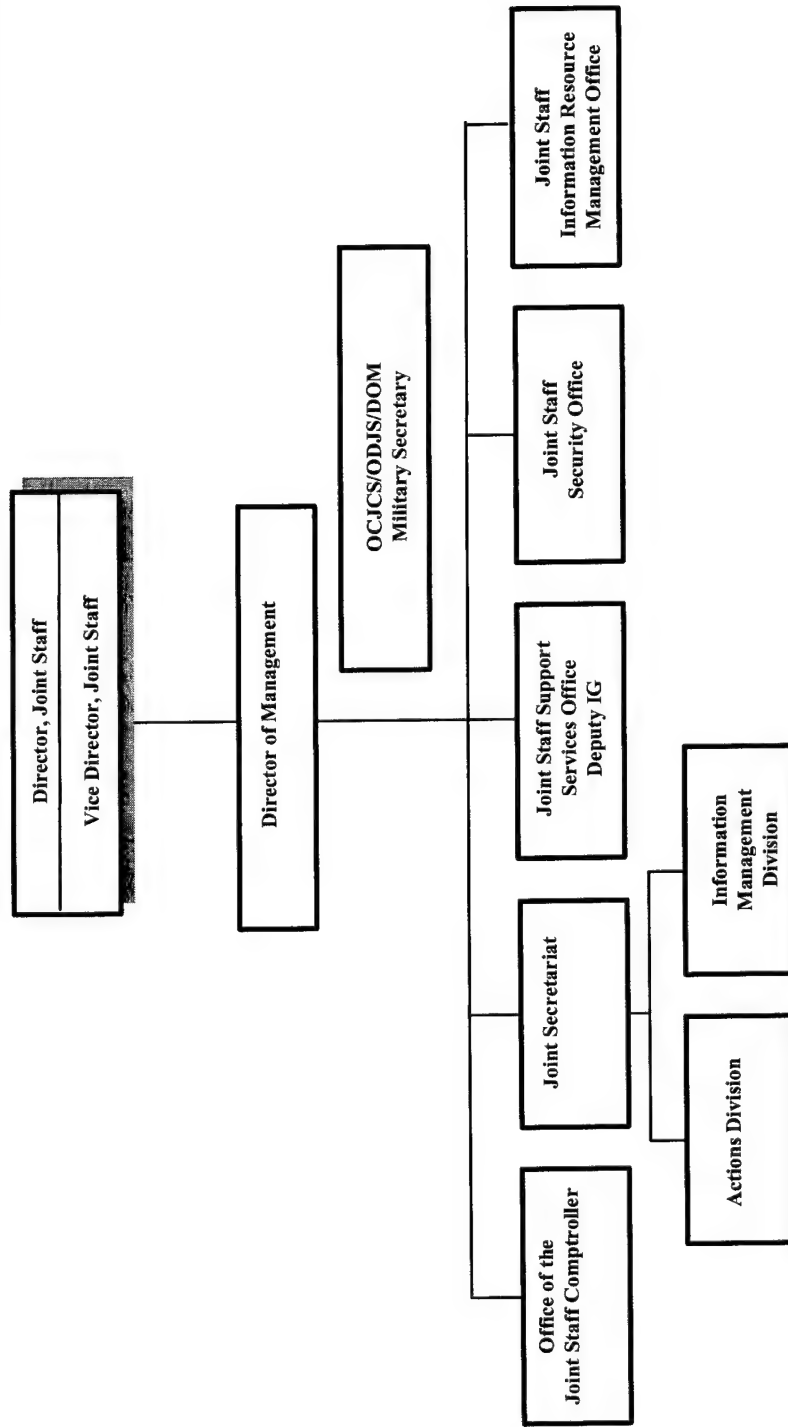 Director, Joint Staff
Vice Director, Joint Staff
Director of Management
OCJCS/ODJS/DOM
Military Secretary
Office of the
Joint Staff Comptroller
Joint Secretariat
Joint Staff Support
Services Office
Deputy IG
Joint Staff
Security Office
Joint Staff
Information Resource
Management Office
Actions Division
Information
Management
Division